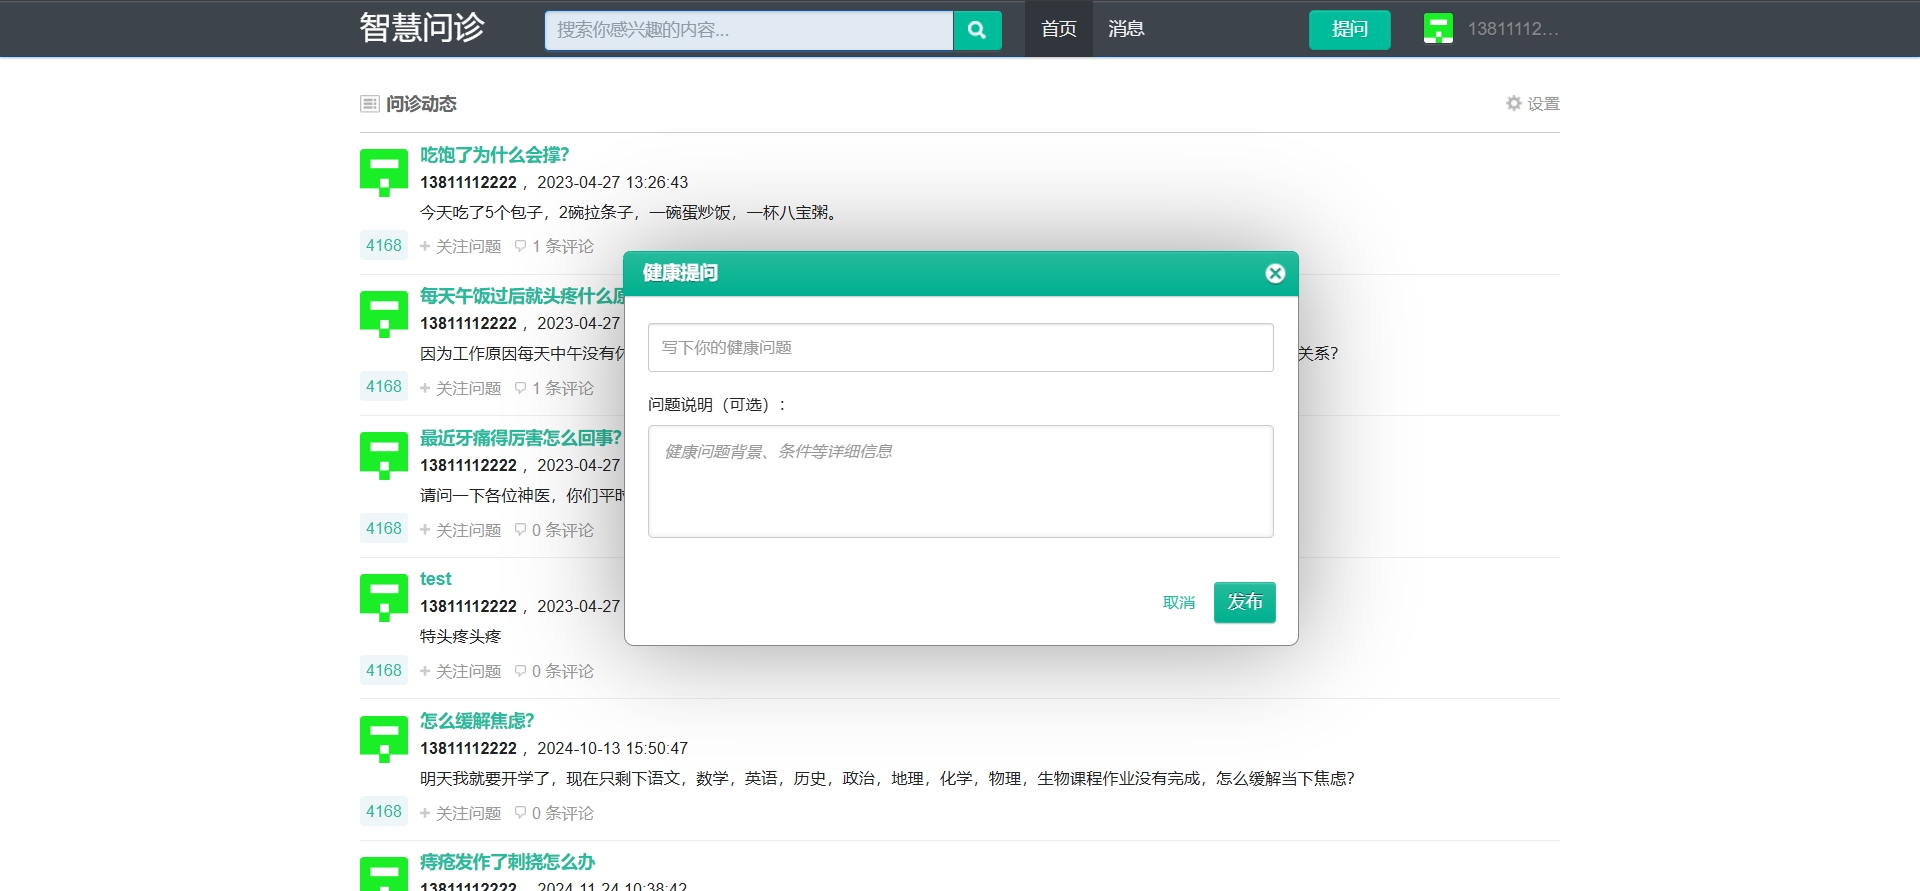 智慧问诊
搜索你感兴趣的内容...
首页
消息
提问
13811112...
问诊动态
设置
吃饱了为什么会撑?
13811112222 ，2023-04-27 13:26:43
今天吃了5个包子，2碗拉条子，一碗蛋炒饭，一杯八宝粥。
4168
关注问题
1 条评论
每天午饭过后就头疼什么原
13811112222 ，2023-04-27
因为工作原因每天中午没有休
关系?
4168
关注问题
1 条评论
最近牙痛得厉害怎么回事?
13811112222 ，2023-04-27
请问一下各位神医，你们平时
4168
关注问题
0 条评论
test
13811112222 ，2023-04-27
特头疼头疼
4168
关注问题
0 条评论
怎么缓解焦虑?
13811112222 ，2024-10-13 15:50:47
明天我就要开学了，现在只剩下语文，数学，英语，历史，政治，地理，化学，物理，生物课程作业没有完成，怎么缓解当下焦虑?
4168
关注问题
0 条评论
痔疮发作了刺挠怎么办
13811112222 ，2024-11-24 10:38:42
健康提问
写下你的健康问题
问题说明（可选）:
健康问题背景、条件等详细信息
取消
发布